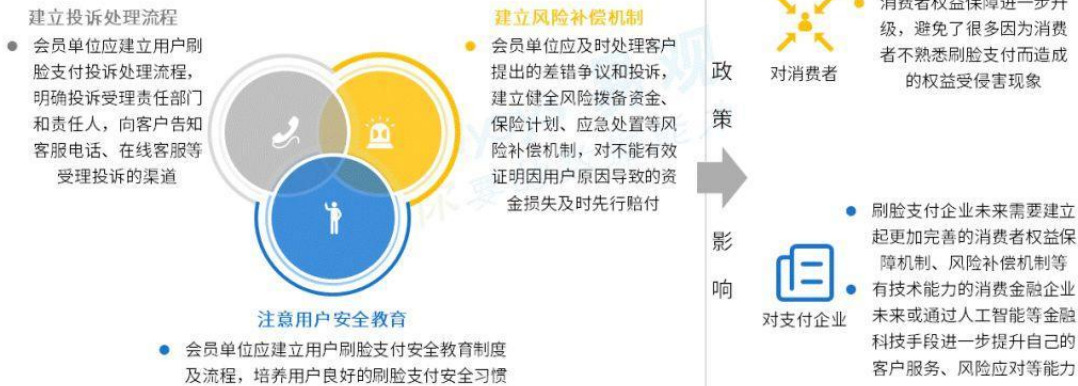 建立投诉处理流程
会员单位应建立用户刷
脸支付投诉处理流程，
明确投诉受理责任部门
和责任人，向客户告知
客服电话、在线客服等
受理投诉的渠道
建立风险补偿机制
会员单位应及时处理客户
提出的差错争议和投诉，
建立健全风险拨备资金、
保险计划、应急处置等风
险补偿机制，对不能有效
证明因用户原因导致的资
金损失及时先行赔付
注意用户安全教育
会员单位应建立用户刷脸支付安全教育制度
及流程，培养用户良好的刷脸支付安全习惯
政
策
影
响
对消费者
消费者权益保障进一步升
级，避免了很多因为消费
者不熟悉刷脸支付而造成
的权益受侵害现象
对支付企业
刷脸支付企业未来需要建立
起更加完善的消费者权益保
障机制、风险补偿机制等
有技术能力的消费金融企业
未来或通过人工智能等金融
科技手段进一步提升自己的
客户服务、风险应对等能力